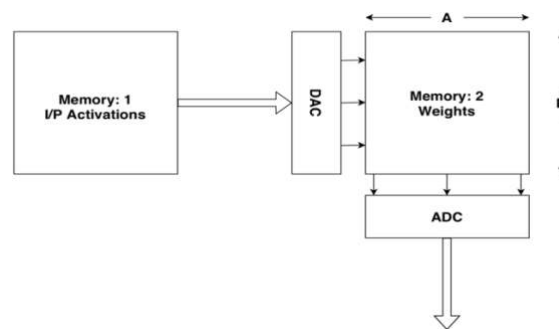 A
Memory: 1
I/P Activations
DAC
Memory: 2
Weights
ADC